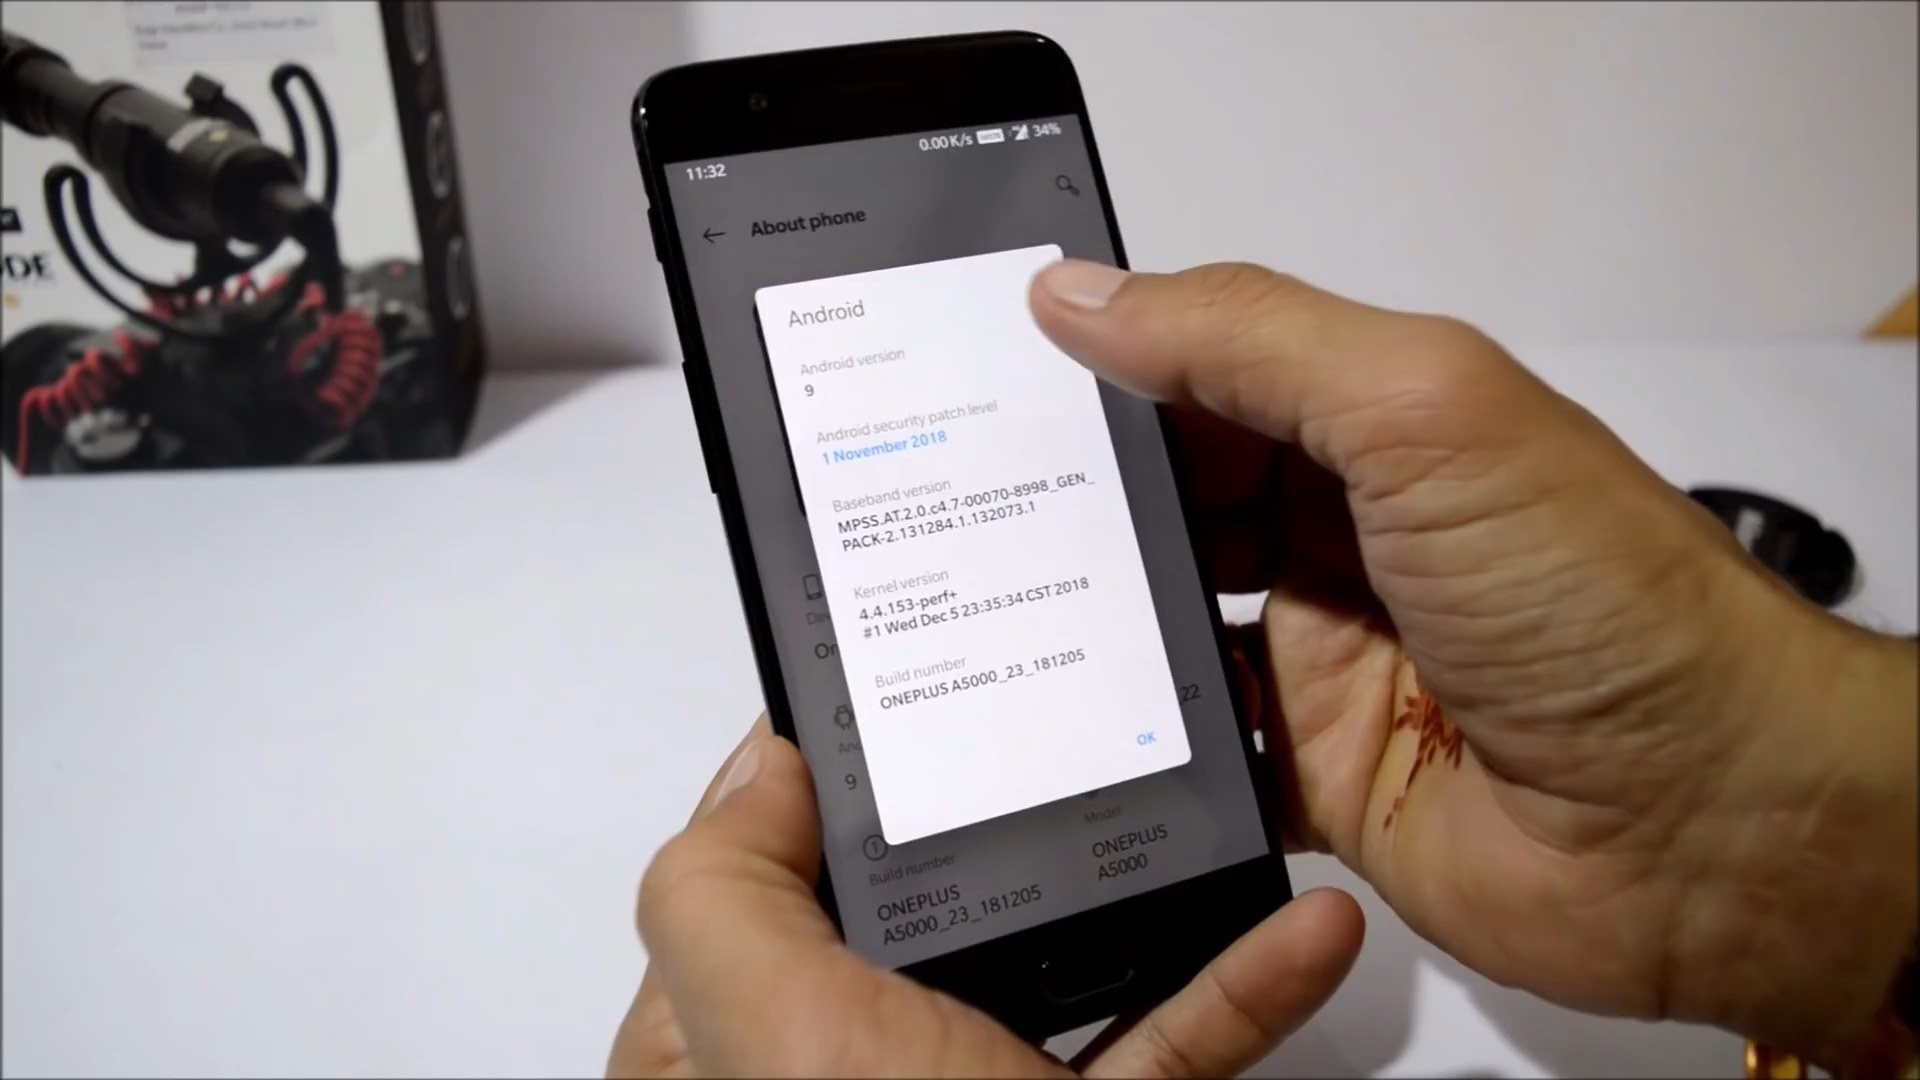 11:32
0.00 K/s
34%
About phone
Android
Android version
9
Android security patch level
1 November 2018
Baseband version
MPSS.AT.2.0.c4.7-00070-8998_GEN_
PACK-2.131284.1.132073.1
Kernel version
4.4.153-perf+
#1 Wed Dec 5 23:35:34 CST 2018
Build number
ONEPLUS A5000_23_181205
OK
22
9
Build number
ONEPLUS
A5000_23_181205
Model
ONEPLUS
A5000